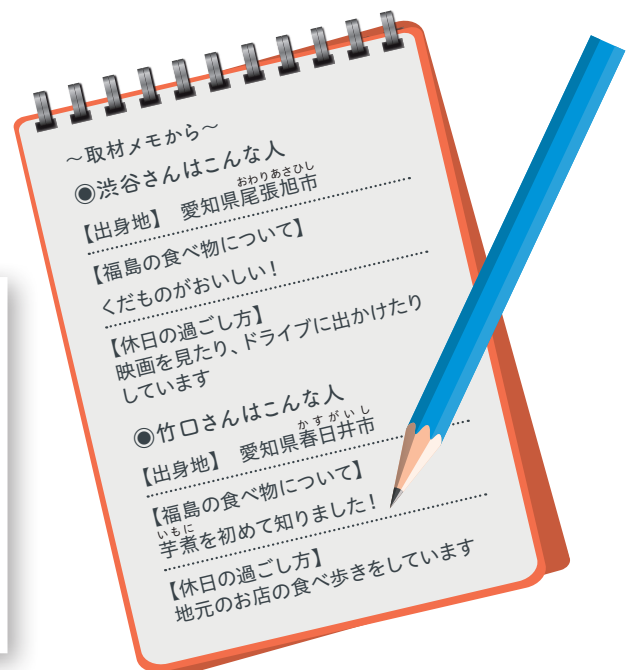 ～取材メモから～
◉渋谷さんはこんな人
おわりあさひし
【出身地】 愛知県尾張旭市
【福島の食べ物について】
くだものがおいしい！
【休日の過ごし方】
映画を見たり、ドライブに出かけたり
しています
◉竹口さんはこんな人
かすがいし
【出身地】 愛知県春日井市
【福島の食べ物について】
いもに
芋煮を初めて知りました！
【休日の過ごし方】
地元のお店の食べ歩きをしています